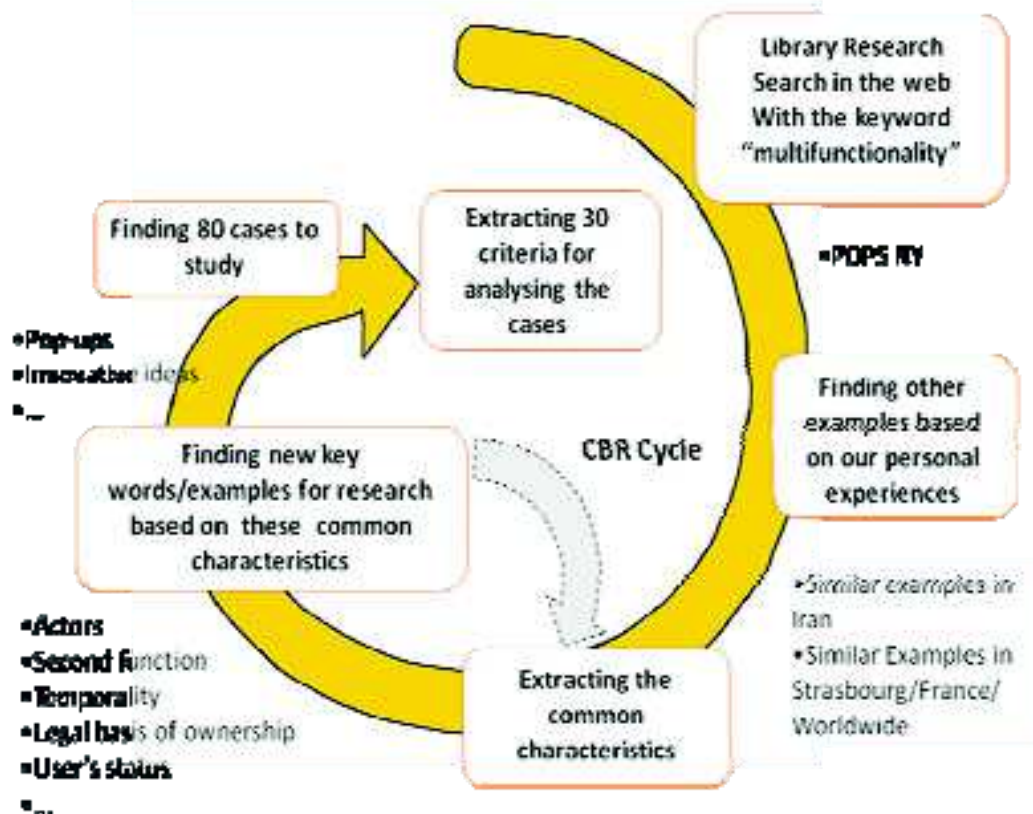 Library Research
Search in the web
With the keyword
“multifunctionality”
•POPS NY
Finding other
examples based
on our personal
experiences
•Similar examples in
Iran
•Similar Examples in
Strasbourg/France/
Worldwide
Extracting the
common
characteristics
•Actors
•Second function
•Temporality
•Legal basis of ownership
•User's status
•...
Finding new key
words/examples for research
based on these common
characteristics
•Pop-ups
•Innovative ideas
•...
Finding 80 cases to
study
Extracting 30
criteria for
analysing the
cases
CBR Cycle